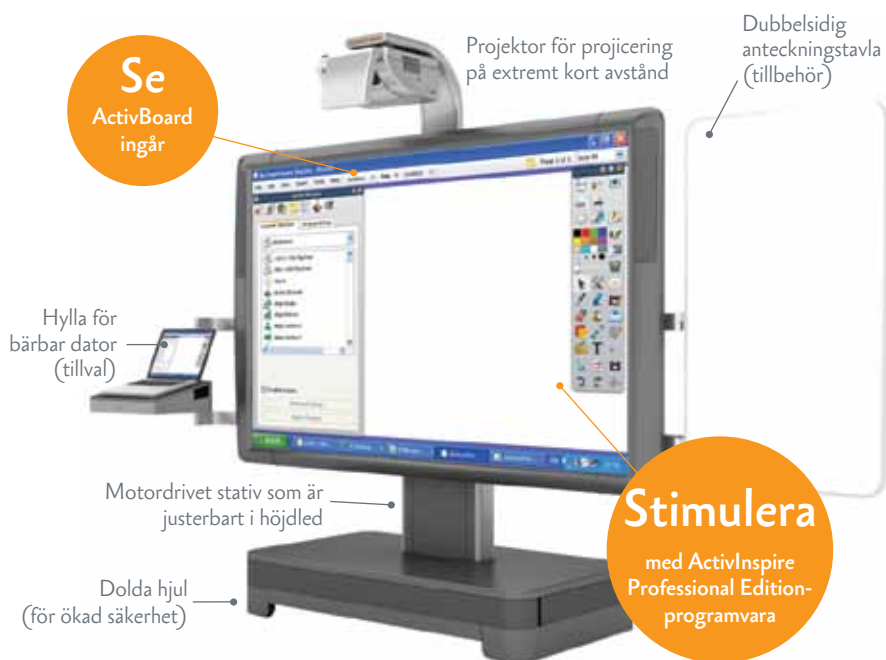 Se
ActivBoard
ingår
Projektor för projicering
på extremt kort avstånd
Dubbelsidig
anteckningstavla
(tillbehör)
Hylla för
bärbar dator
(tillval)
Motordrivet stativ som är
justerbart i höjdled
Dolda hjul
(för ökad säkerhet)
Stimulera
med ActivInspire
Professional Edition-
programvara